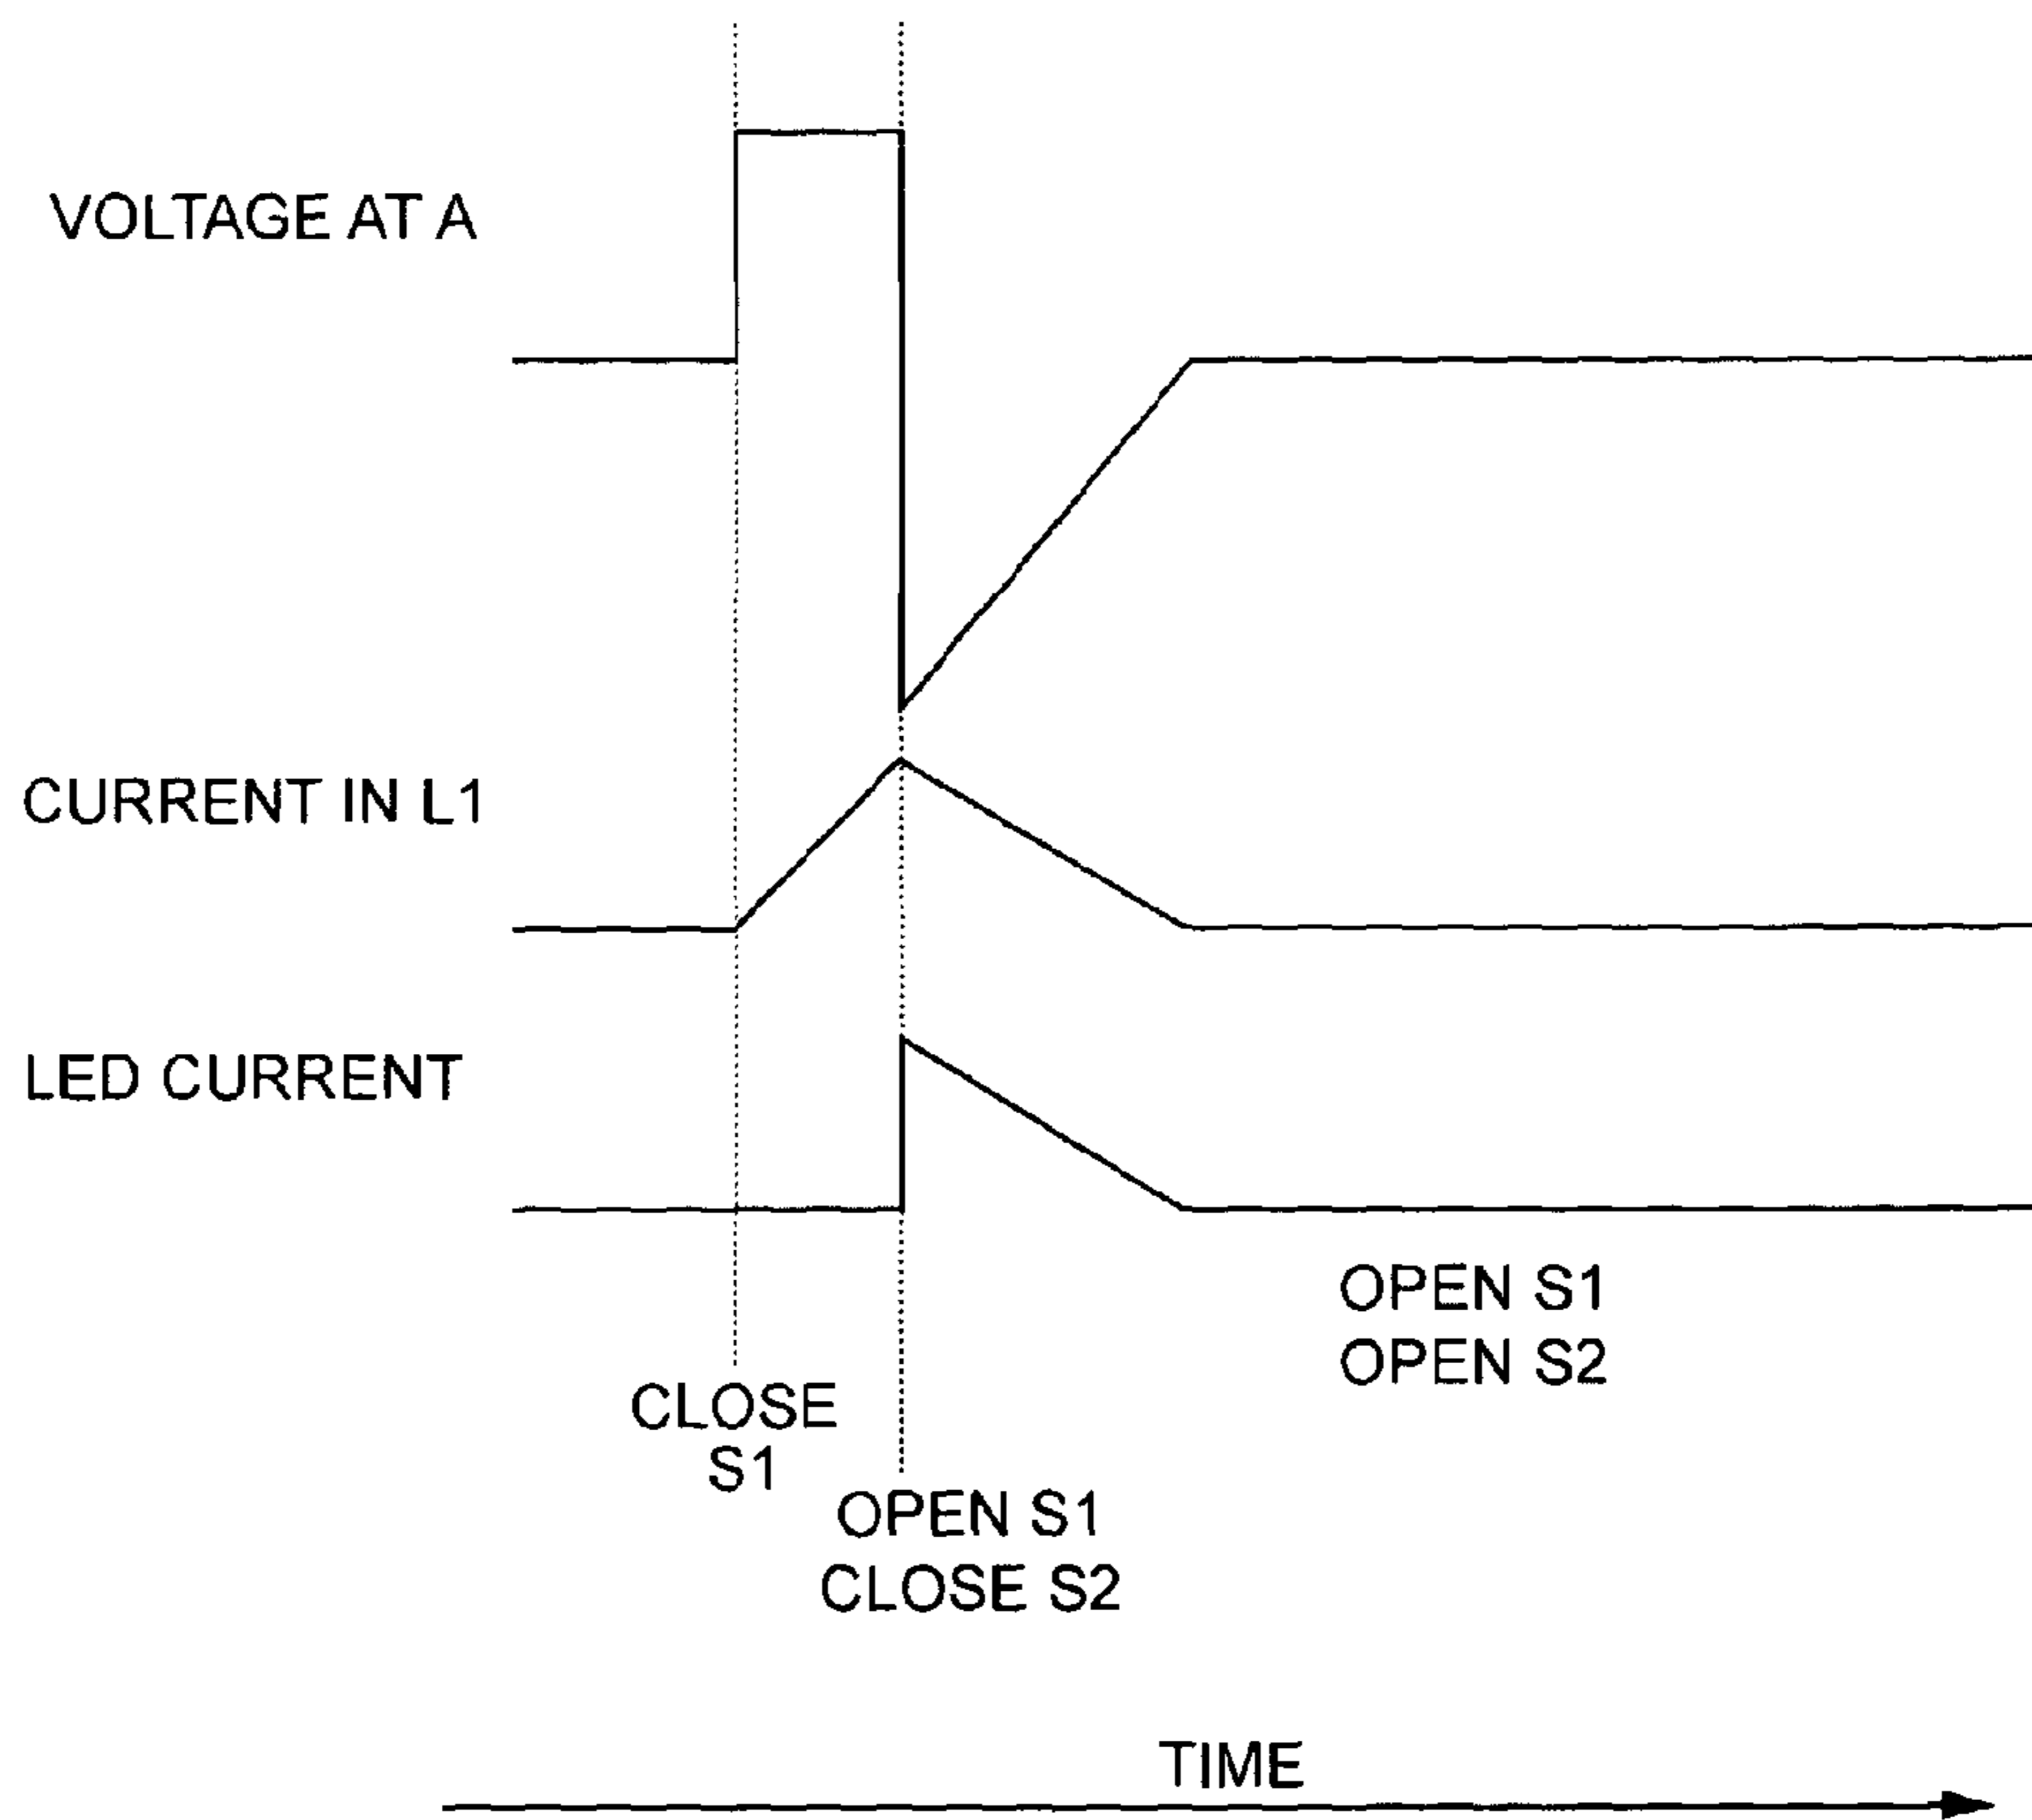 VOLTAGE AT A
CURRENT IN L1
LED CURRENT
OPEN S1
OPEN S2
CLOSE
S1
OPEN S1
CLOSE S2
TIME